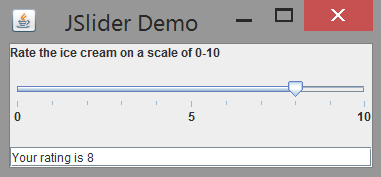 JSlider Demo
Rate the ice cream on a scale of 0-10
0 5 10
Your rating is 8